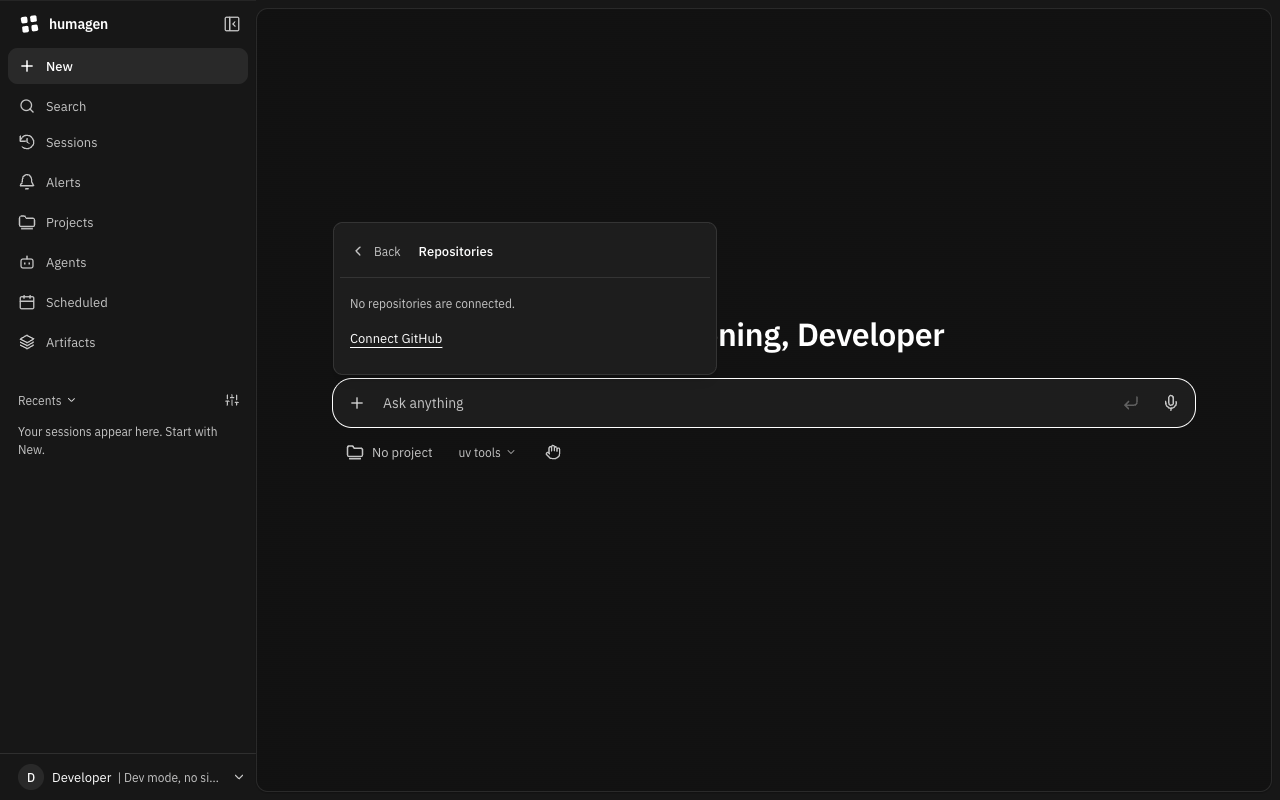 humagen
New
Search
Sessions
Alerts
Projects
Agents
Scheduled
Artifacts
Recents
Your sessions appear here. Start with
New.
D
Developer | Dev mode, no si...
Back Repositories
No repositories are connected.
Connect GitHub
ning, Developer
Ask anything
No project
uv tools